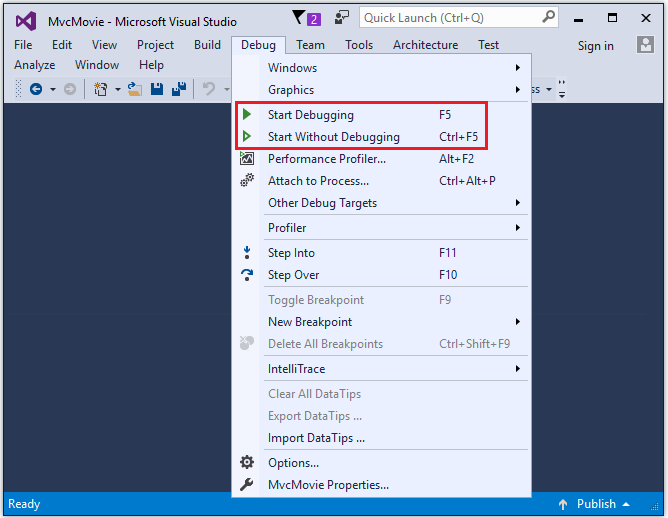 MvcMovie - Microsoft Visual Studio
2
Quick Launch (Ctrl+Q)
File Edit View Project Build Debug Team Tools Architecture Test Sign in
Analyze Window Help
Windows
Graphics
Start Debugging F5
Start Without Debugging Ctrl+F5
Performance Profiler... Alt+F2
Attach to Process... Ctrl+Alt+P
Other Debug Targets
Profiler
Step Into F11
Step Over F10
Toggle Breakpoint F9
New Breakpoint
Delete All Breakpoints Ctrl+Shift+F9
IntelliTrace
Clear All DataTips
Export DataTips ...
Import DataTips ...
Options...
MvcMovie Properties...
Ready Publish